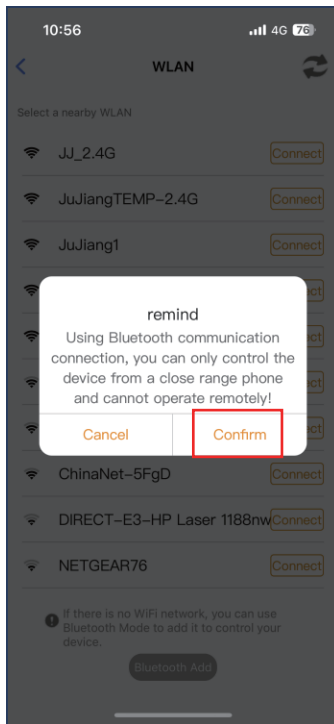 10:56 4G 76
WLAN
Select a nearby WLAN
JJ_2.4G Connect
JuJiangTEMP-2.4G Connect
JuJiang1 Connect
ct
remind
Using Bluetooth communication
connection, you can only control the
device from a close range phone
and cannot operate remotely!
Cancel Confirm
ChinaNet-5FgD Connect
DIRECT-E3-HP Laser 1188nw Connect
NETGEAR76 Connect
If there is no WiFi network, you can use
Bluetooth Mode to add it to control your
device.
Bluetooth Add